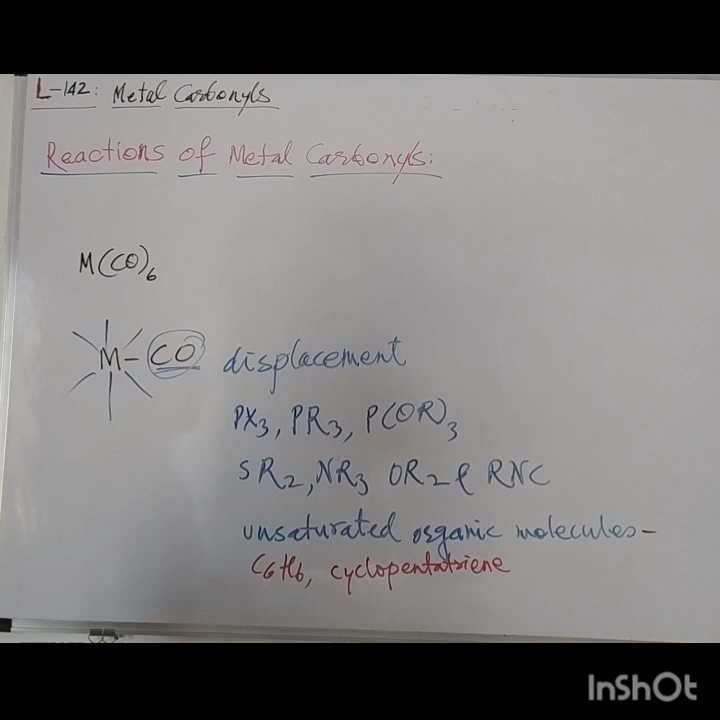 L-142: Metal Carbonyls
Reactions of Metal Carbonyls:
M(CO)6
M-CO displacement
PX3, PR3, P(OR)3
SR2, NR3 OR2 & RNC
unsaturated organic molecules-
C6H6, cyclopentatriene
InShOt